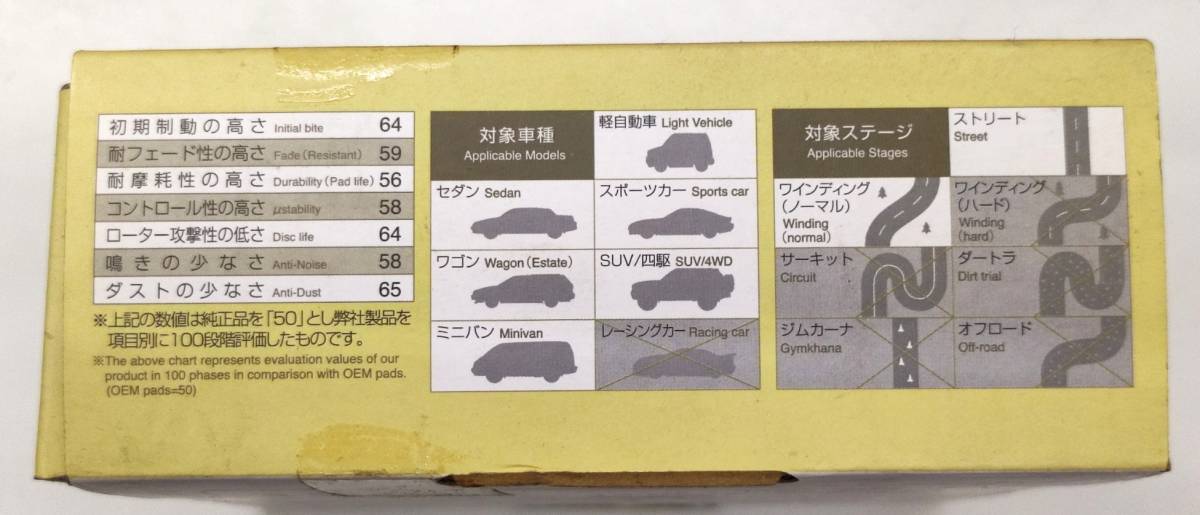 初期制動の高さ Initial bite 64
耐フェード性の高さ Fade (Resistant) 59
耐摩耗性の高さ Durability (Pad life) 56
コントロール性の高さ μstability 58
ローター攻撃性の低さ Disc life 64
鳴きの少なさ Anti-Noise 58
ダストの少なさ Anti-Dust 65
※上記の数値は純正品を「50」とし弊社製品を
項目別に100段階評価したものです。
※The above chart represents evaluation values of our
product in 100 phases in comparison with OEM pads.
(OEM pads=50)
対象車種
Applicable Models
軽自動車 Light Vehicle
セダン Sedan
スポーツカー Sports car
ワゴン Wagon (Estate)
SUV/四駆 SUV/4WD
ミニバン Minivan
レーシングカー Racing car
対象ステージ
Applicable Stages
ストリート
Street
ワインディング
(ノーマル)
Winding
(normal)
ワインディング
(ハード)
Winding
(hard)
サーキット
Circuit
ダートラ
Dirt trial
ジムカーナ
Gymkhana
オフロード
Off-road